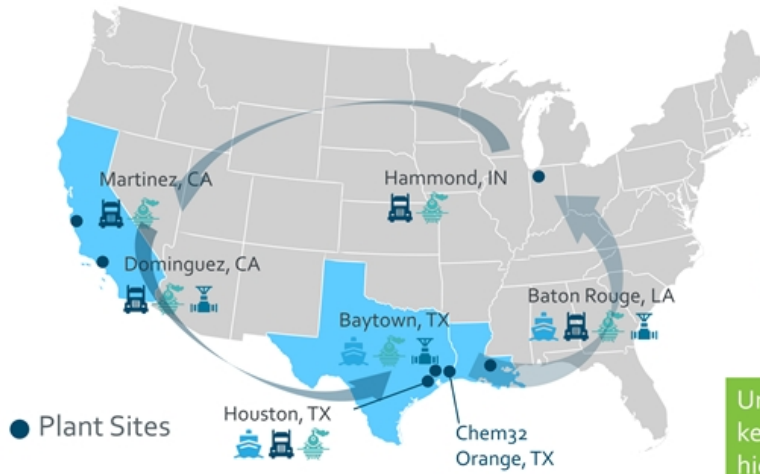 Martinez, CA
Hammond, IN
Dominguez, CA
Baton Rouge, LA
Baytown, TX
Houston, TX
Plant Sites
Chem32
Orange, TX